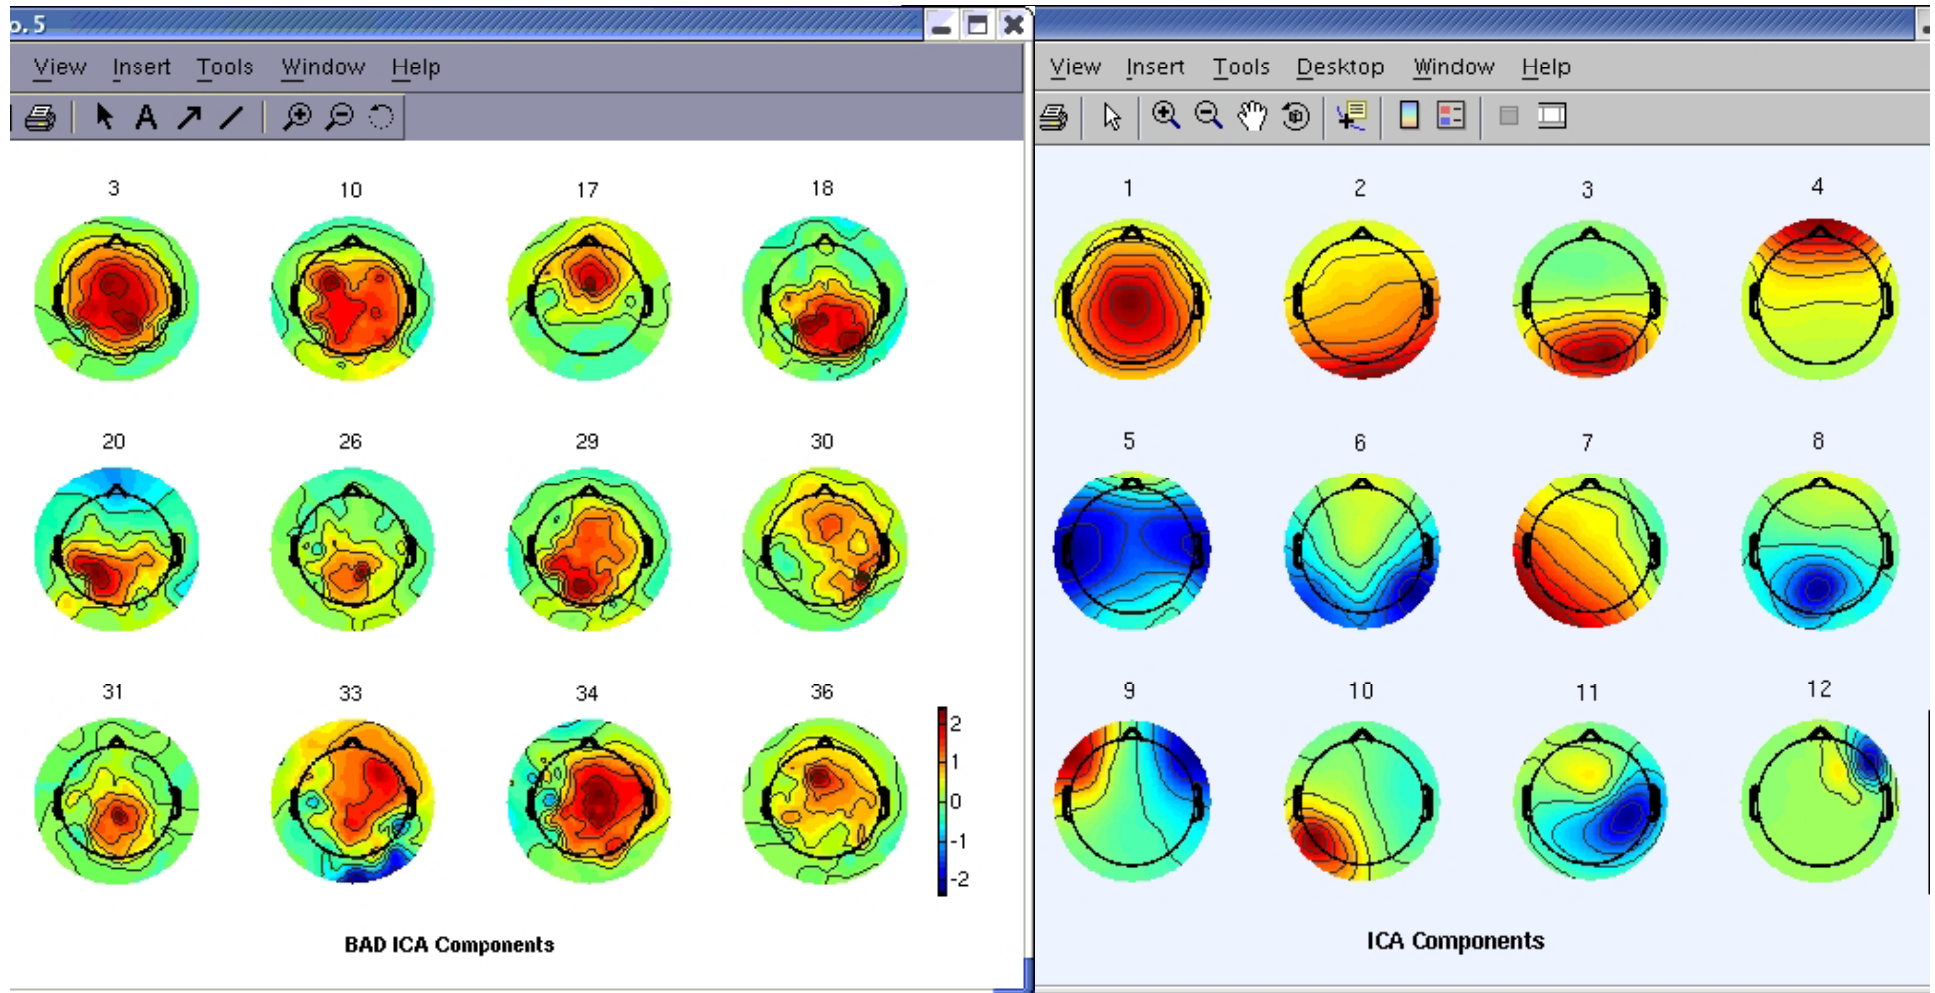 o. 5
View Insert Tools Window Help
A
3 10 17 18
20 26 29 30
31 33 34 36
2
1
0
-1
-2
BAD ICA Components
View Insert Tools Desktop Window Help
1 2 3 4
5 6 7 8
9 10 11 12
ICA Components